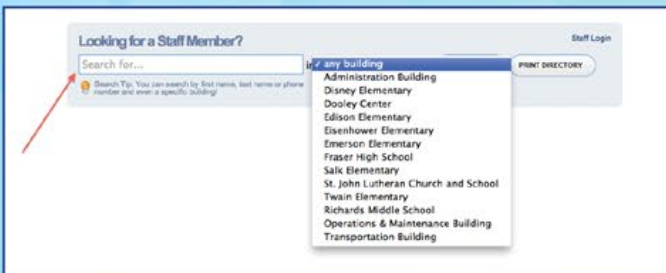 Looking for a Staff Member?
Staff Login
Search for...
in ✓ any building
PRINT DIRECTORY
Search Tip: You can search by first name, last name or phone
number and even a specific building!
Administration Building
Disney Elementary
Dooley Center
Edison Elementary
Eisenhower Elementary
Emerson Elementary
Fraser High School
Salk Elementary
St. John Lutheran Church and School
Twain Elementary
Richards Middle School
Operations & Maintenance Building
Transportation Building